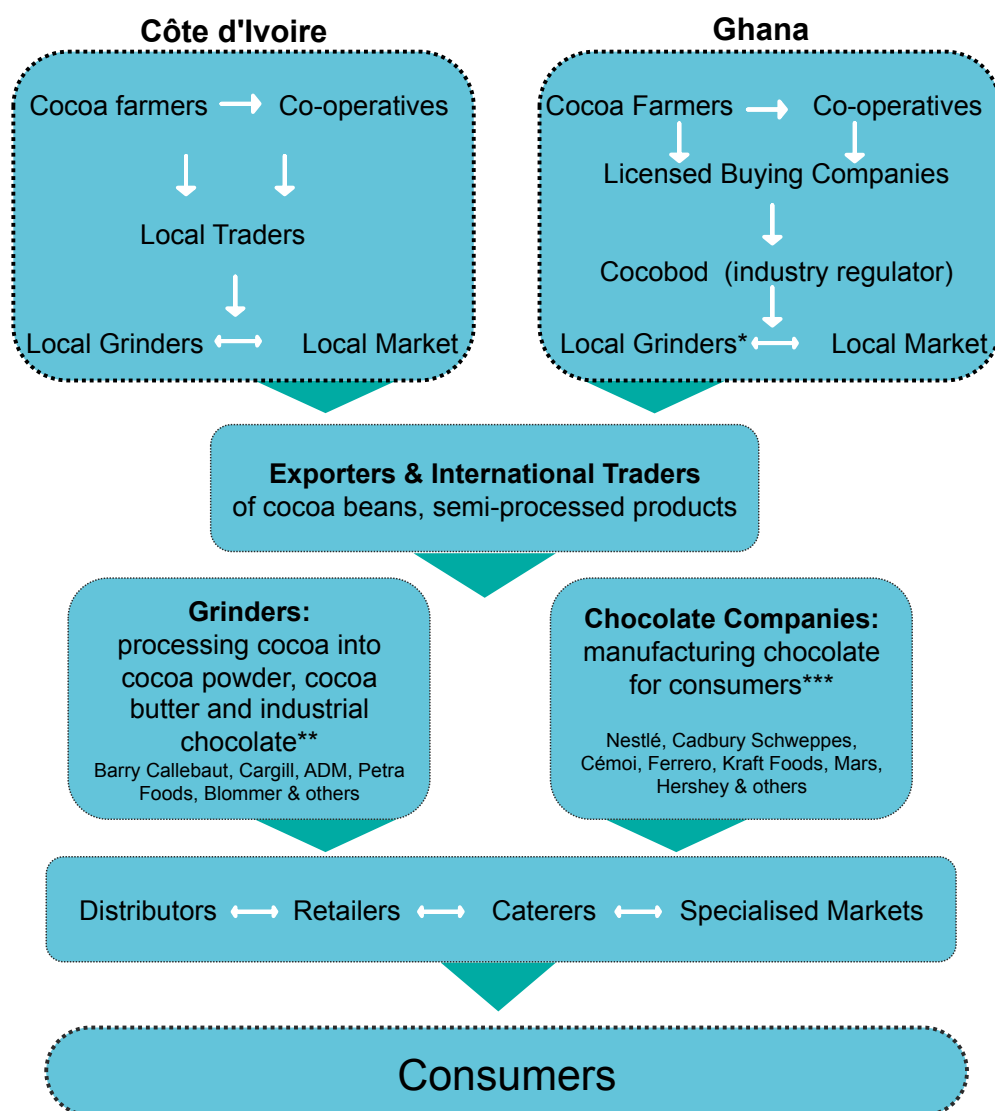 Côte d'Ivoire
Cocoa farmers
Co-operatives
Local Traders
Local Grinders
Local Market
Ghana
Cocoa Farmers
Co-operatives
Licensed Buying Companies
Cocobod (industry regulator)
Local Grinders*
Local Market
Exporters & International Traders
of cocoa beans, semi-processed products
Grinders:
processing cocoa into
cocoa powder, cocoa
butter and industrial
chocolate**
Barry Callebaut, Cargill, ADM, Petra
Foods, Blommer & others
Chocolate Companies:
manufacturing chocolate
for consumers***
Nestlé, Cadbury Schweppes,
Cémoi, Ferrero, Kraft Foods, Mars,
Hershey & others
Distributors
Retailers
Caterers
Specialised Markets
Consumers